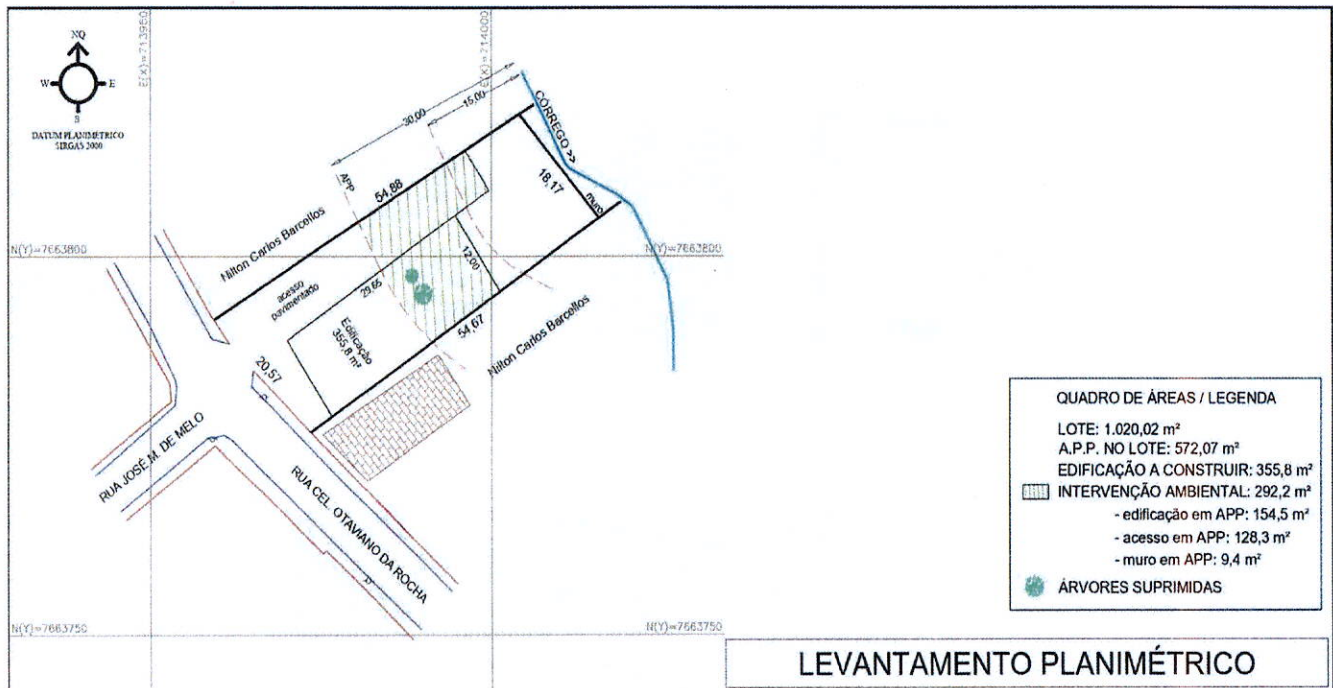 NQ
W
E
S
DATUM PLANIMÉTRICO
SIRGAS 2000
E(X)=713950
E(X)=714000
N(Y)=7663800
N(Y)=7663800
N(Y)=7663750
N(Y)=7663750
30,00
15,00
CÓRREGO >>
APP
54,88
18,17
muro
Nilton Carlos Barcellos
acesso
pavimentado
29,65
12,00
Edificação
355,8 m²
54,67
Nilton Carlos Barcellos
20,57
RUA JOSÉ M. DE MELO
RUA CEL. OTAVIANO DA ROCHA
QUADRO DE ÁREAS / LEGENDA
LOTE: 1.020,02 m²
A.P.P. NO LOTE: 572,07 m²
EDIFICAÇÃO A CONSTRUIR: 355,8 m²
INTERVENÇÃO AMBIENTAL: 292,2 m²
- edificação em APP: 154,5 m²
- acesso em APP: 128,3 m²
- muro em APP: 9,4 m²
ÁRVORES SUPRIMIDAS
LEVANTAMENTO PLANIMÉTRICO